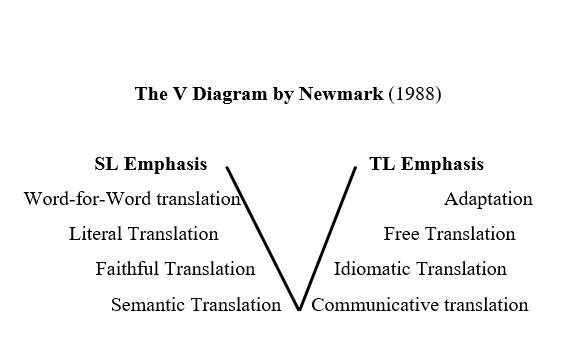 The V Diagram by Newmark (1988)
SL Emphasis TL Emphasis
Word-for-Word translation Adaptation
Literal Translation Free Translation
Faithful Translation Idiomatic Translation
Semantic Translation Communicative translation